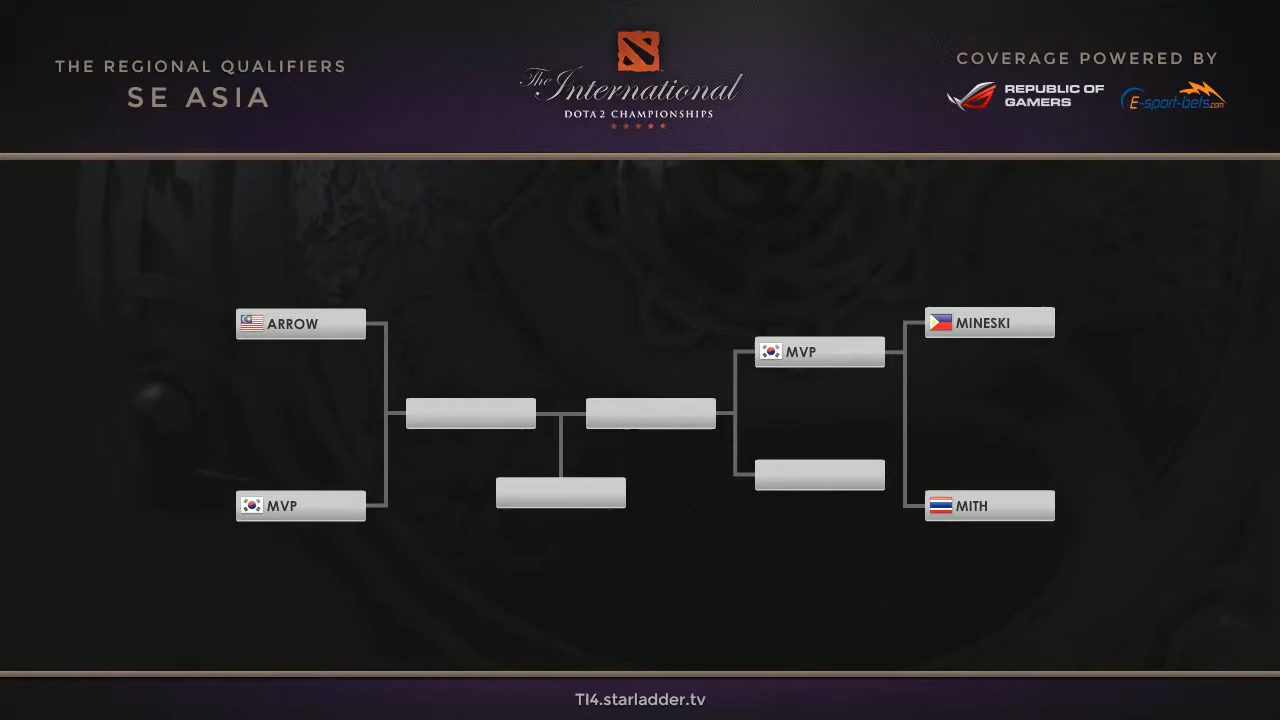 THE REGIONAL QUALIFIERS
SE ASIA
The International
DOTA 2 CHAMPIONSHIPS
COVERAGE POWERED BY
REPUBLIC OF
GAMERS
E-sport-bets.com
ARROW
MVP
MVP
MINESKI
MITH
TI4.starladder.tv